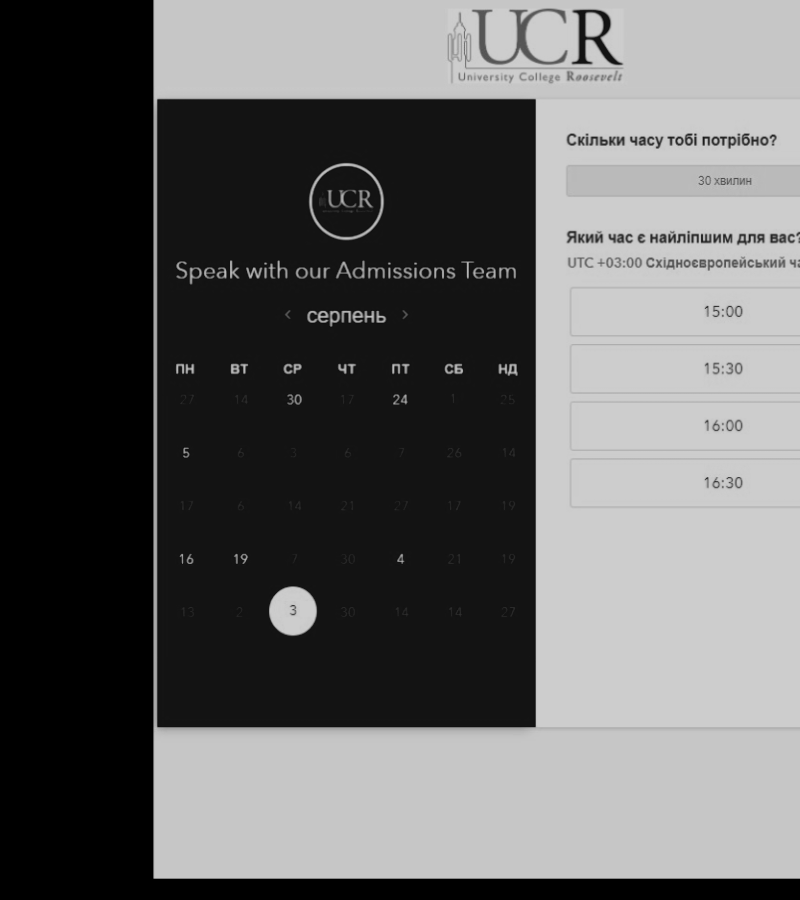 UCR
University College Roosevelt
UCR
Speak with our Admissions Team
‹ серпень ›
ПН ВТ СР ЧТ ПТ СБ НД
27 14 30 17 24 1 25
5 6 3 6 7 26 14
17 6 14 21 27 17 19
16 19 7 30 4 21 19
13 2 3 30 14 14 27
Скільки часу тобі потрібно?
30 хвилин
Який час є найліпшим для вас?
UTC +03:00 Східноєвропейський ча
15:00
15:30
16:00
16:30